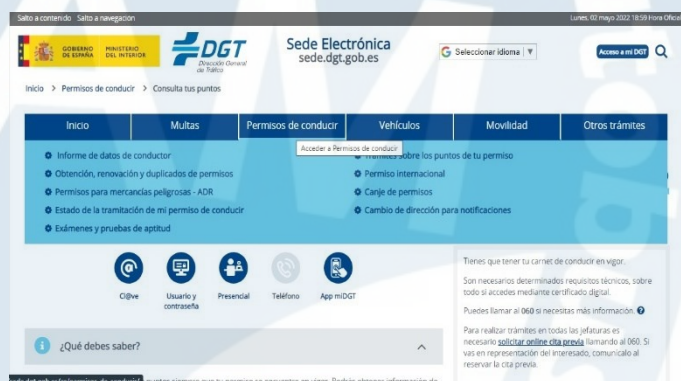 Salto a contenido Salto a navegacion
Lunes, 02 mayo 2022 18:59 Hora Oficial
GOBIERNO DE ESPAÑA
MINISTERIO DEL INTERIOR
DGT
Dirección General de Tráfico
Sede Electrónica
sede.dgt.gob.es
Seleccionar idioma
Acceso a mi DGT
Inicio > Permisos de conducir > Consulta tus puntos
Inicio Multas Permisos de conducir Vehículos Movilidad Otros trámites
Acceder a Permisos de conducir
Informe de datos de conductor
Trámites sobre los puntos de tu permiso
Obtención, renovación y duplicados de permisos
Permiso internacional
Permisos para mercancías peligrosas - ADR
Canje de permisos
Estado de la tramitación de mi permiso de conducir
Cambio de dirección para notificaciones
Exámenes y pruebas de aptitud
Cl@ve
Usuario y contraseña
Presencial
Teléfono
App miDGT
¿Qué debes saber?
Tienes que tener tu carnet de conducir en vigor.
Son necesarios determinados requisitos técnicos, sobre
todo si accedes mediante certificado digital.
Puedes llamar al 060 si necesitas más información.
Para realizar trámites en todas las jefaturas es
necesario solicitar online cita previa llamando al 060. Si
vas en representación del interesado, comunícalo al
reservar la cita previa.